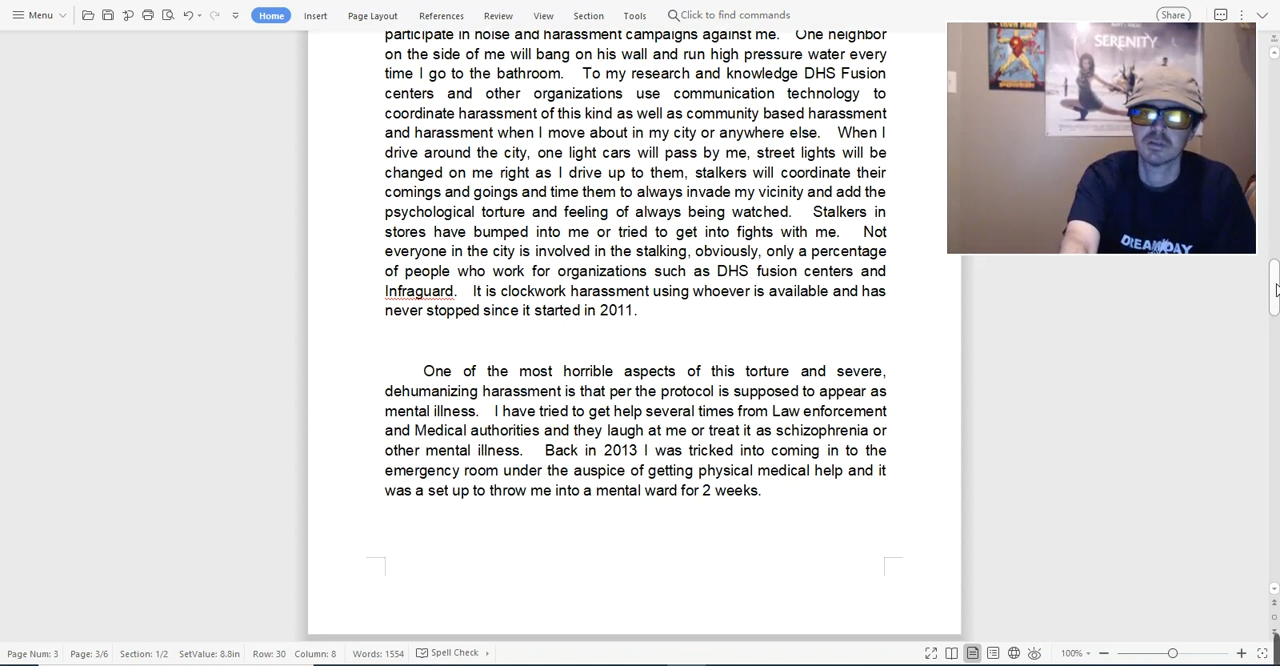 Menu Home Insert Page Layout References Review View Section Tools Click to find commands Share
participate in noise and harassment campaigns against me. One neighbor
on the side of me will bang on his wall and run high pressure water every
time I go to the bathroom. To my research and knowledge DHS Fusion
centers and other organizations use communication technology to
coordinate harassment of this kind as well as community based harassment
and harassment when I move about in my city or anywhere else. When I
drive around the city, one light cars will pass by me, street lights will be
changed on me right as I drive up to them, stalkers will coordinate their
comings and goings and time them to always invade my vicinity and add the
psychological torture and feeling of always being watched. Stalkers in
stores have bumped into me or tried to get into fights with me. Not
everyone in the city is involved in the stalking, obviously, only a percentage
of people who work for organizations such as DHS fusion centers and
Infraguard. It is clockwork harassment using whoever is available and has
never stopped since it started in 2011.
One of the most horrible aspects of this torture and severe,
dehumanizing harassment is that per the protocol is supposed to appear as
mental illness. I have tried to get help several times from Law enforcement
and Medical authorities and they laugh at me or treat it as schizophrenia or
other mental illness. Back in 2013 I was tricked into coming in to the
emergency room under the auspice of getting physical medical help and it
was a set up to throw me into a mental ward for 2 weeks.
SERENITY
DREAM DAY
Page Num: 3 Page: 3/6 Section: 1/2 SetValue: 8.8in Row: 30 Column: 8 Words: 1554 Spell Check 100%